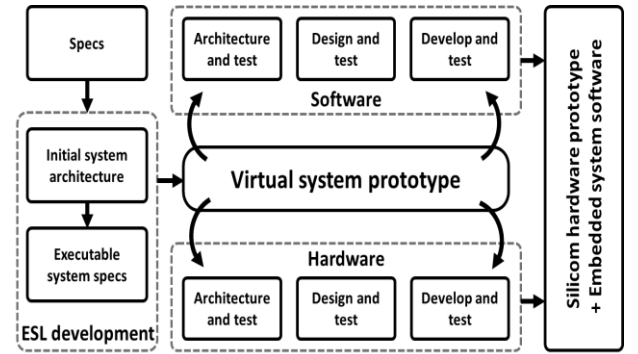 Specs
Initial system
architecture
Executable
system specs
ESL development
Architecture
and test
Design and
test
Develop and
test
Software
Virtual system prototype
Hardware
Architecture
and test
Design and
test
Develop and
test
Silicom hardware prototype
+ Embedded system software